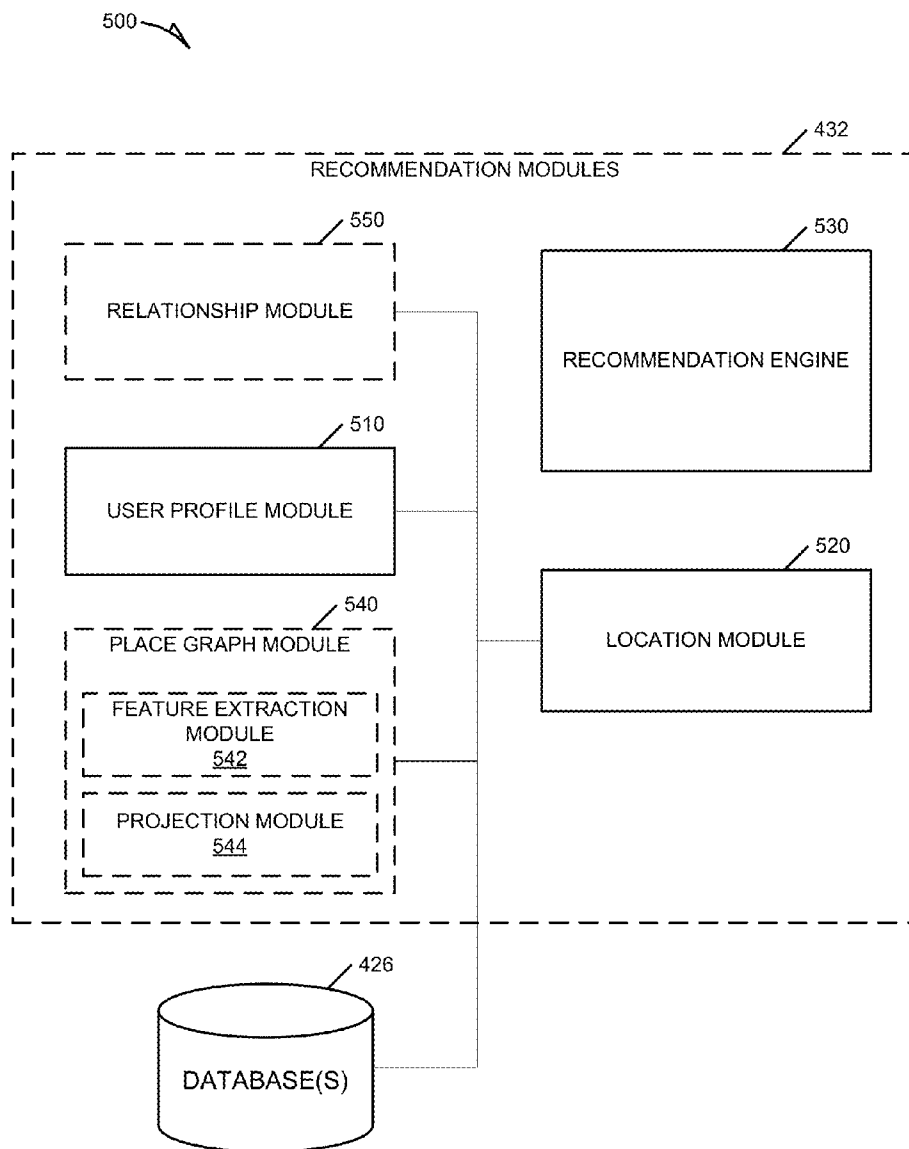 500
432
RECOMMENDATION MODULES
550
RELATIONSHIP MODULE
530
RECOMMENDATION ENGINE
510
USER PROFILE MODULE
520
LOCATION MODULE
540
PLACE GRAPH MODULE
FEATURE EXTRACTION
MODULE
542
PROJECTION MODULE
544
426
DATABASE(S)